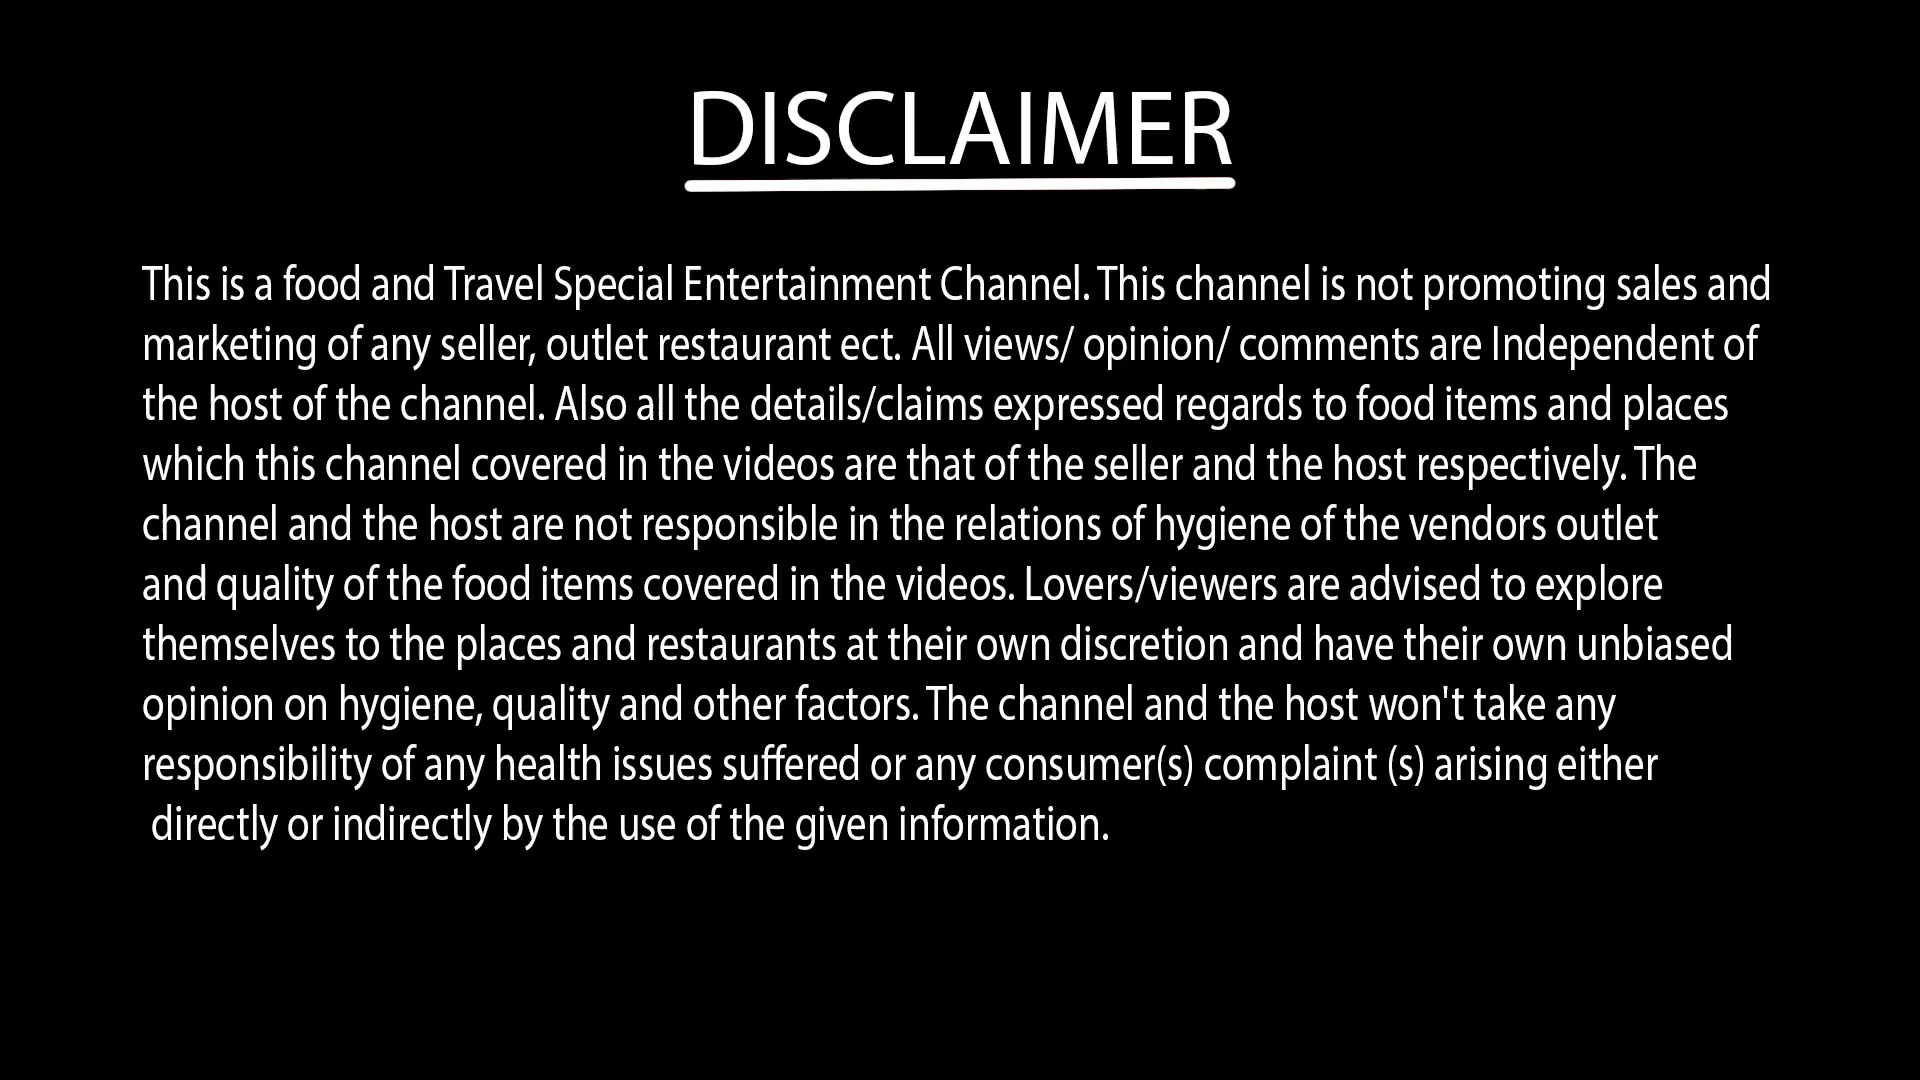 DISCLAIMER
This is a food and Travel Special Entertainment Channel. This channel is not promoting sales and
marketing of any seller, outlet restaurant ect. All views/ opinion/ comments are Independent of
the host of the channel. Also all the details/claims expressed regards to food items and places
which this channel covered in the videos are that of the seller and the host respectively. The
channel and the host are not responsible in the relations of hygiene of the vendors outlet
and quality of the food items covered in the videos. Lovers/viewers are advised to explore
themselves to the places and restaurants at their own discretion and have their own unbiased
opinion on hygiene, quality and other factors. The channel and the host won't take any
responsibility of any health issues suffered or any consumer(s) complaint (s) arising either
directly or indirectly by the use of the given information.